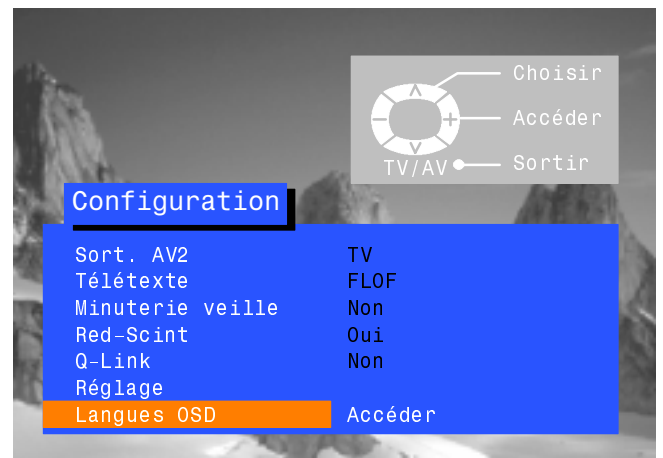 Choisir
Accéder
TV/AV Sortir
Configuration
Sort. AV2 TV
Télétexte FLOF
Minuterie veille Non
Red-Scint Oui
Q-Link Non
Réglage
Langues OSD Accéder